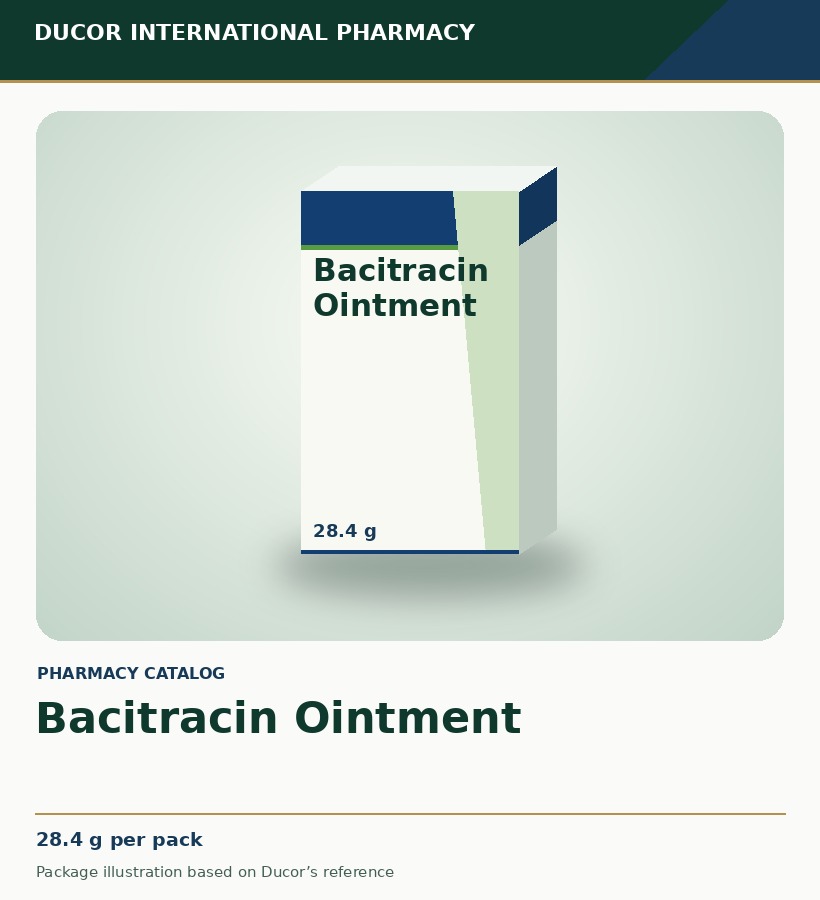 DUCOR INTERNATIONAL PHARMACY
Bacitracin
Ointment
28.4 g
PHARMACY CATALOG
Bacitracin Ointment
28.4 g per pack
Package illustration based on Ducor’s reference